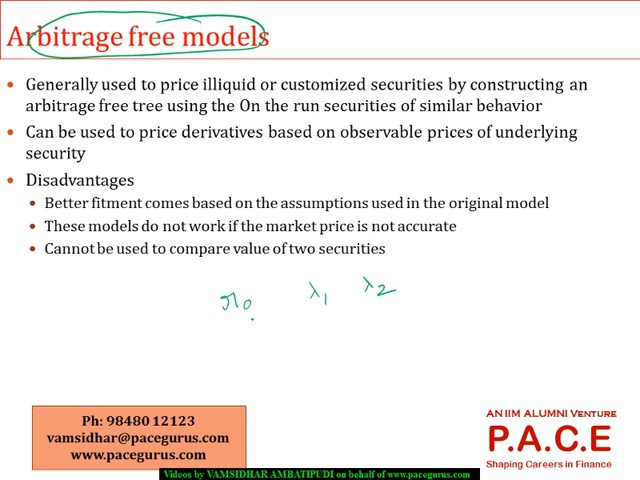 Arbitrage free models
• Generally used to price illiquid or customized securities by constructing an
arbitrage free tree using the On the run securities of similar behavior
• Can be used to price derivatives based on observable prices of underlying
security
• Disadvantages
• Better fitment comes based on the assumptions used in the original model
• These models do not work if the market price is not accurate
• Cannot be used to compare value of two securities
λ1 λ2
Ph: 98480 12123
vamsidhar@pacegurus.com
www.pacegurus.com
AN IIM ALUMNI VENTURE
P.A.C.E
Shaping Careers in Finance
Videos by VAMSIDHAR AMBATIPUDI on behalf of www.pacegurus.com